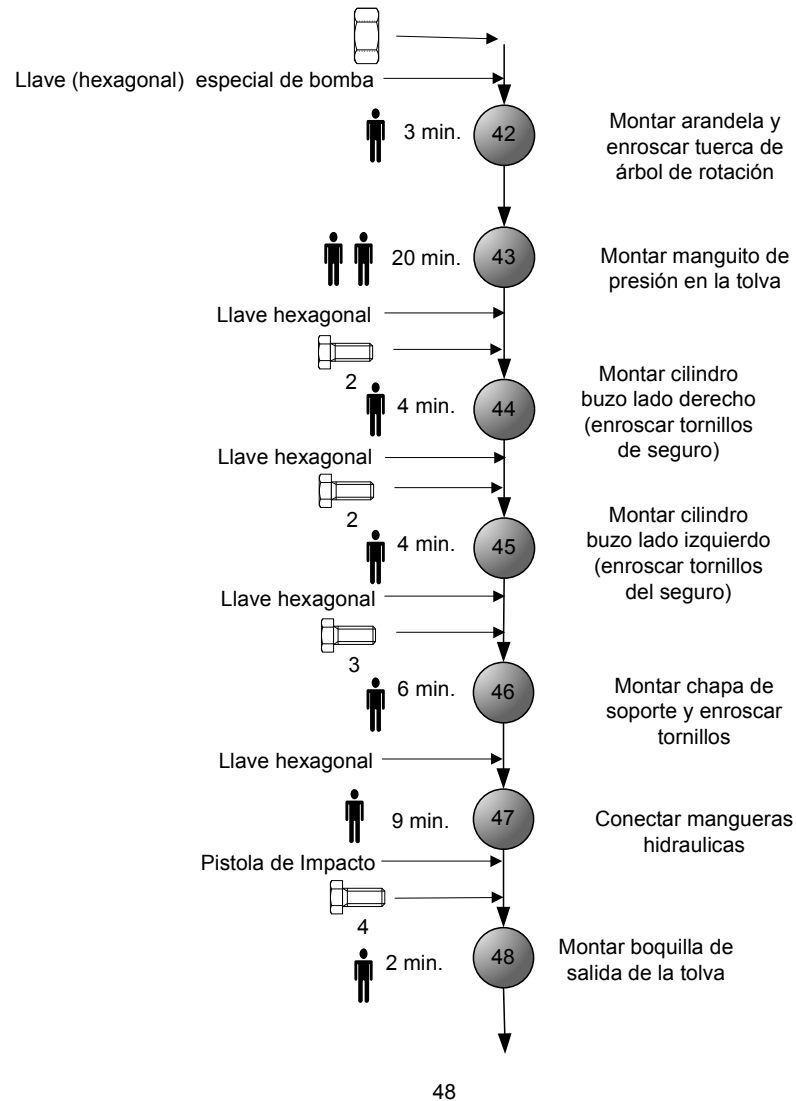 Llave (hexagonal) especial de bomba
3 min.
42
Montar arandela y
enroscar tuerca de
árbol de rotación
20 min.
43
Montar manguito de
presión en la tolva
Llave hexagonal
2
4 min.
44
Montar cilindro
buzo lado derecho
(enroscar tornillos
de seguro)
Llave hexagonal
2
4 min.
45
Montar cilindro
buzo lado izquierdo
(enroscar tornillos
del seguro)
Llave hexagonal
3
6 min.
46
Montar chapa de
soporte y enroscar
tornillos
Llave hexagonal
9 min.
47
Conectar mangueras
hidraulicas
Pistola de Impacto
4
2 min.
48
Montar boquilla de
salida de la tolva
48